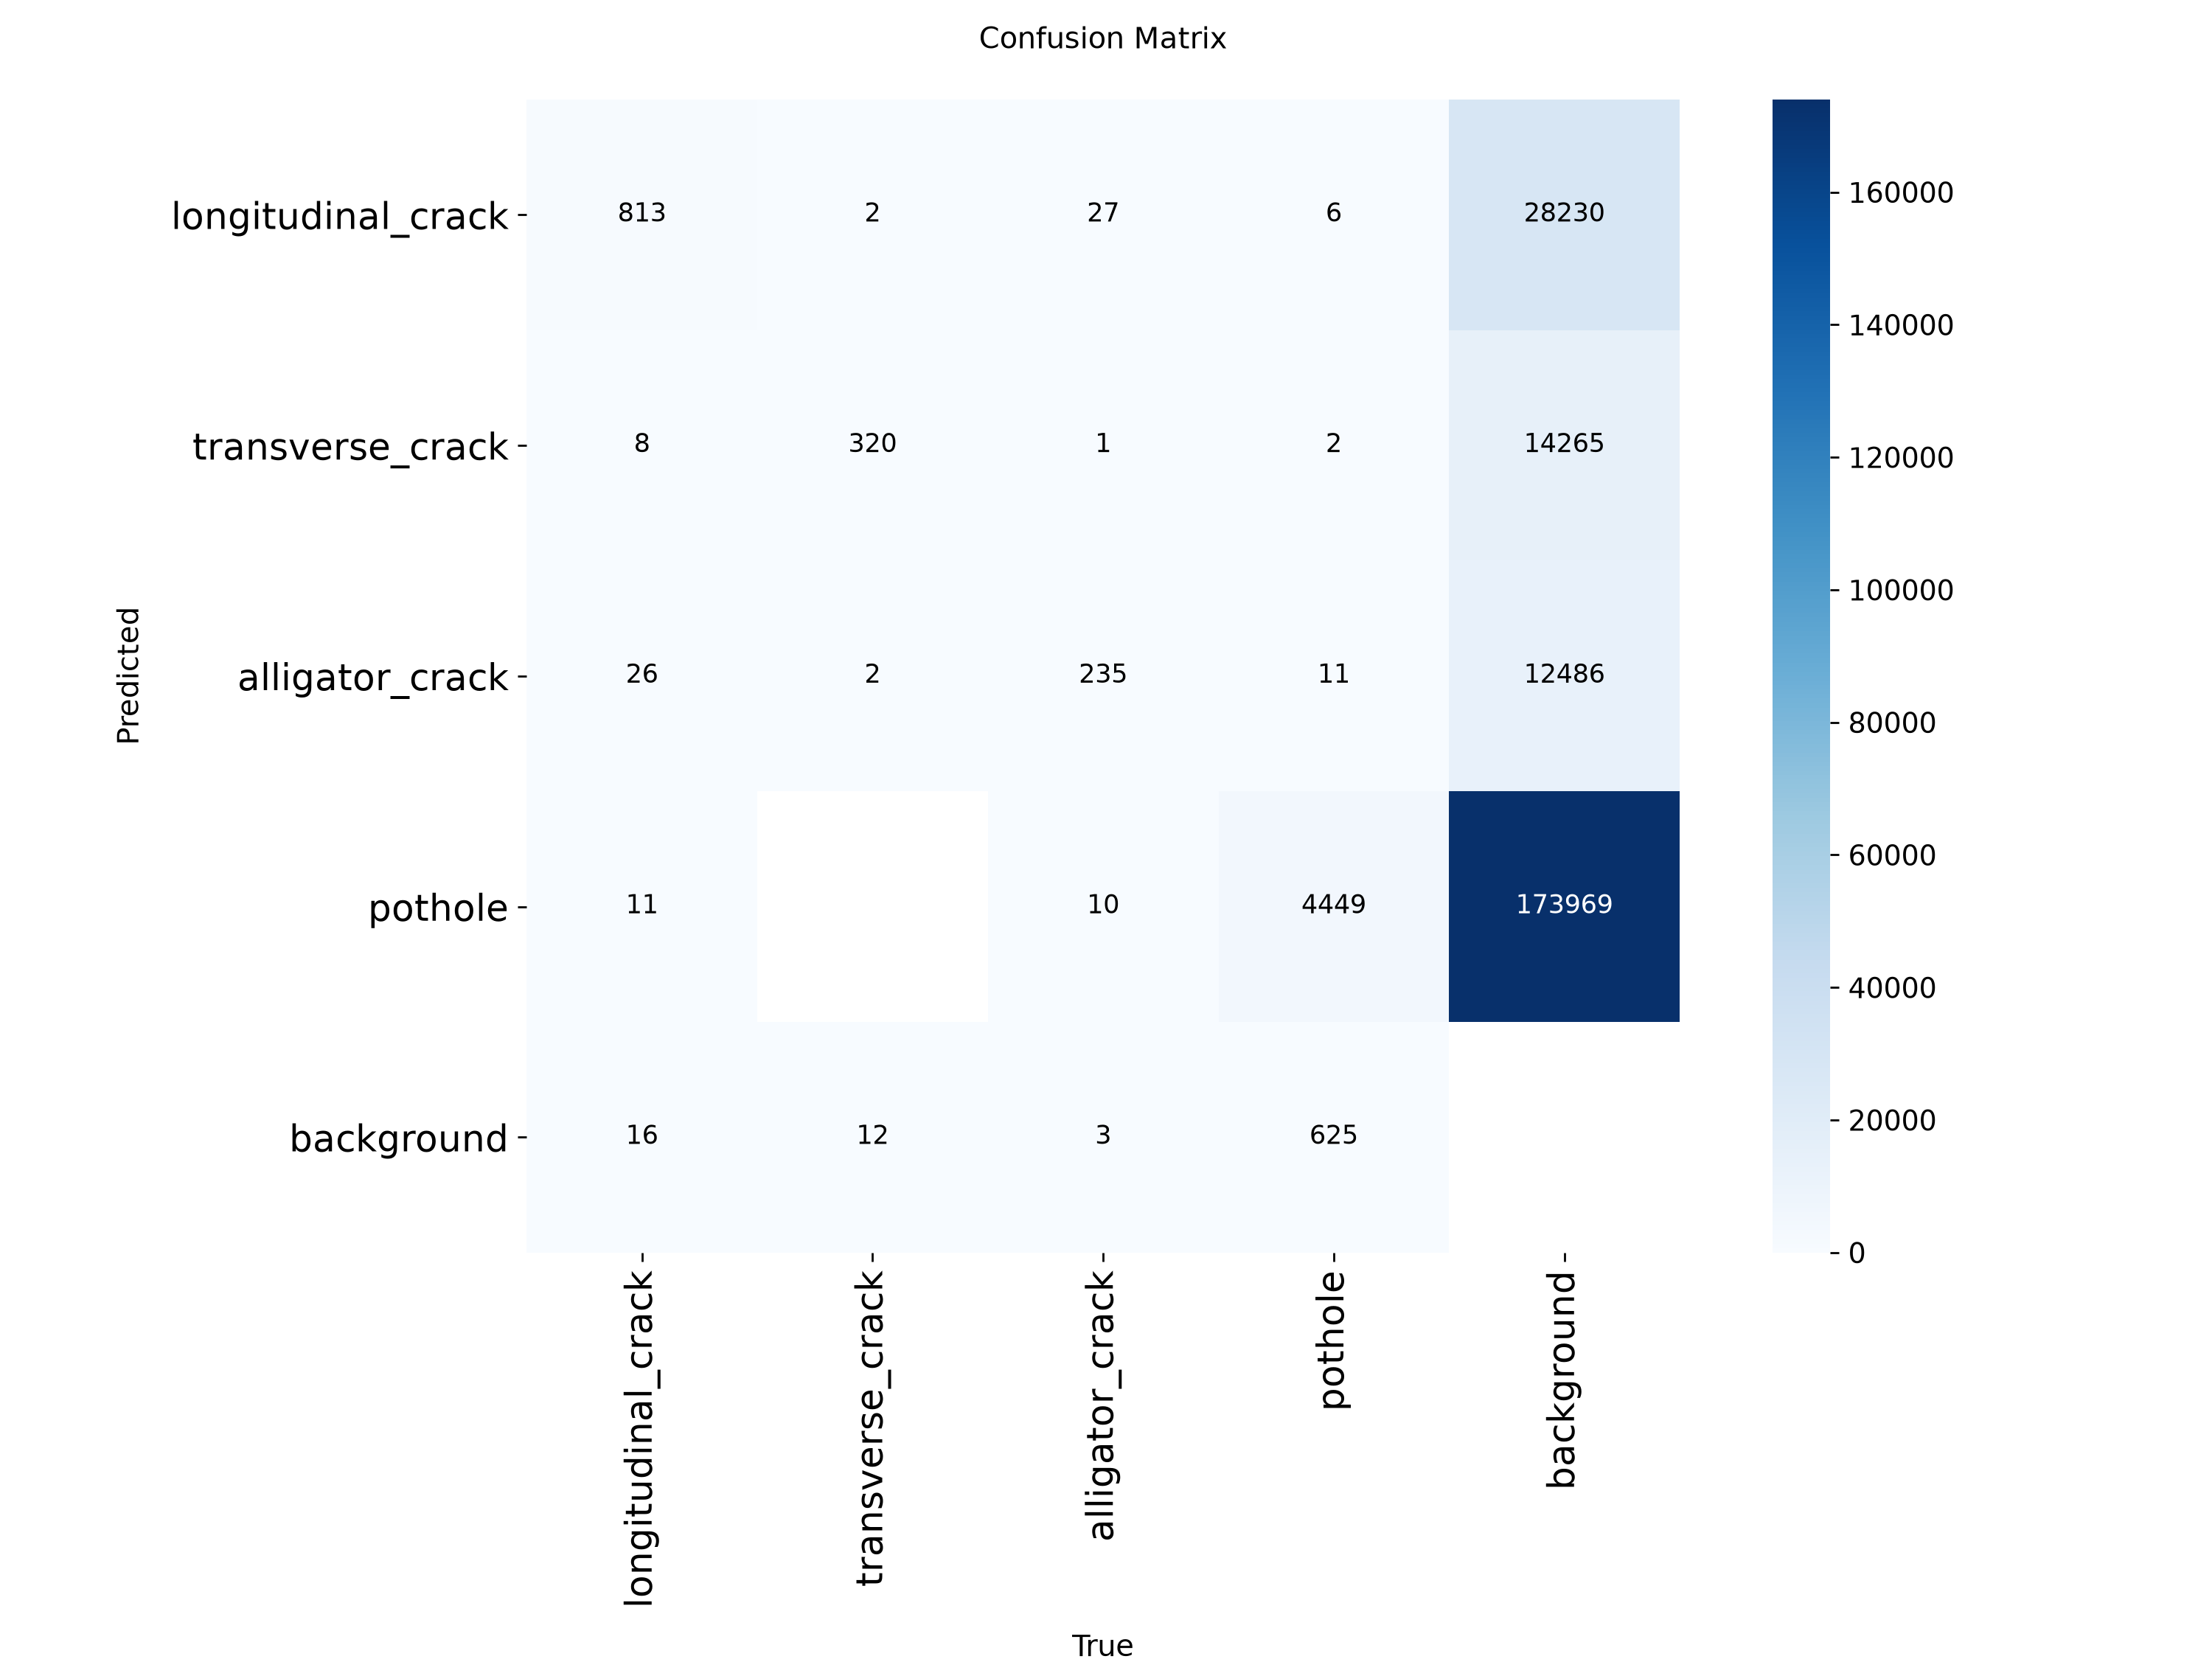 Confusion Matrix
longitudinal_crack 813 2 27 6 28230
transverse_crack 8 320 1 2 14265
alligator_crack 26 2 235 11 12486
pothole 11 10 4449 173969
background 16 12 3 625
Predicted
longitudinal_crack
transverse_crack
alligator_crack
pothole
background
True
160000
140000
120000
100000
80000
60000
40000
20000
0